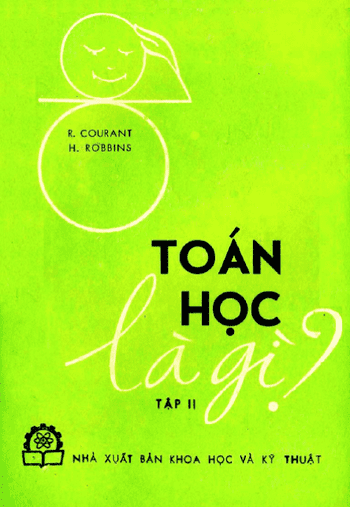 R. COURANT
H. ROBBINS
TOÁN
HỌC
là gì?
TẬP II
NHÀ XUẤT BẢN KHOA HỌC VÀ KỸ THUẬT